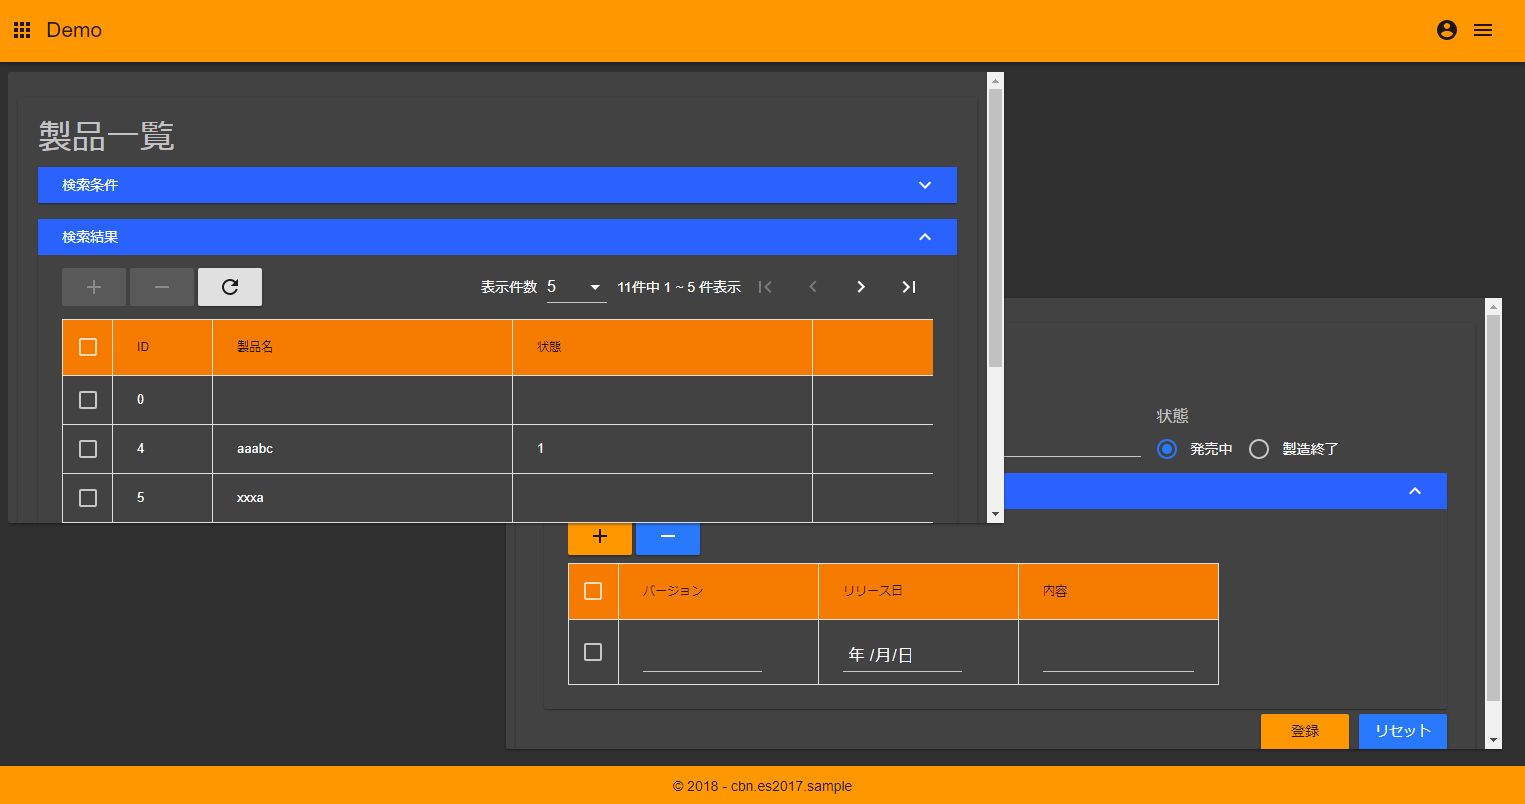 Demo
製品一覧
検索条件
検索結果
表示件数 5 11件中 1 ~ 5 件表示
ID 製品名 状態
0
4 aaabc 1
5 xxxa
状態
発売中 製造終了
バージョン リリース日 内容
年 /月/日
登録 リセット
© 2018 - cbn.es2017.sample